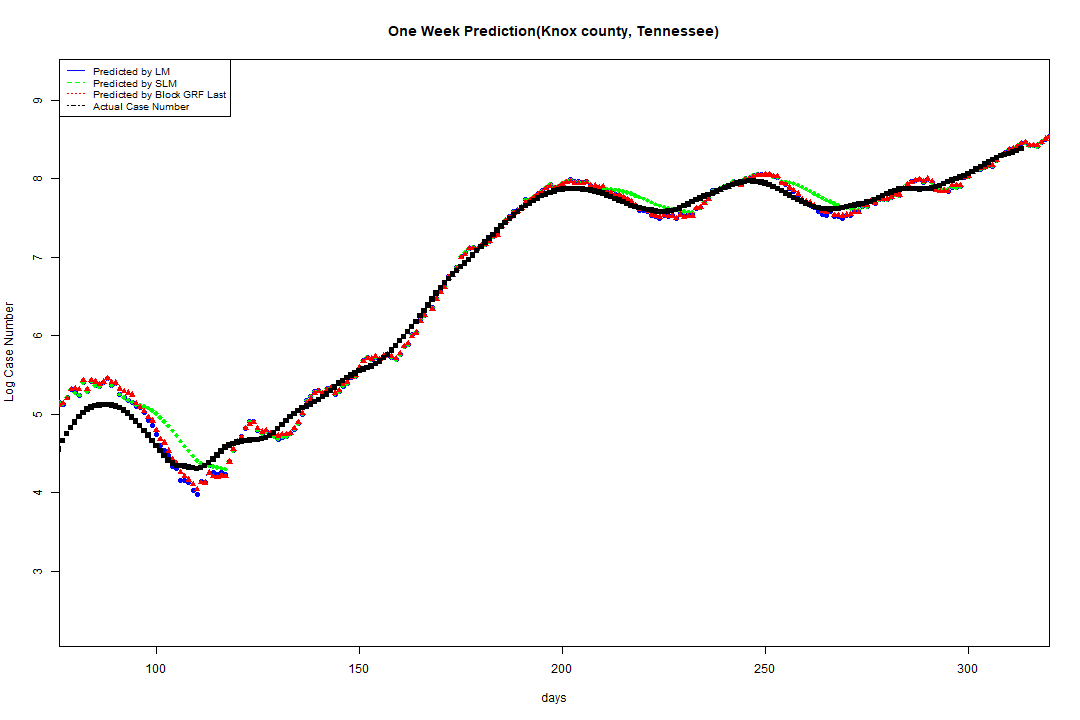 One Week Prediction(Knox county, Tennessee)
Predicted by LM
Predicted by SLM
Predicted by Block GRF Last
Actual Case Number
9
8
7
6
5
4
3
Log Case Number
100 150 200 250 300
days